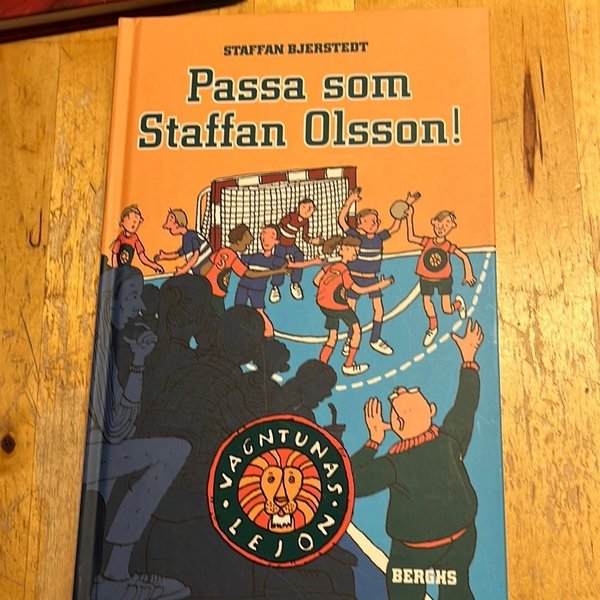 STAFFAN BJERSTEDT
Passa som
Staffan Olsson!
VAGNTUNAS
LEJON
BERGHS